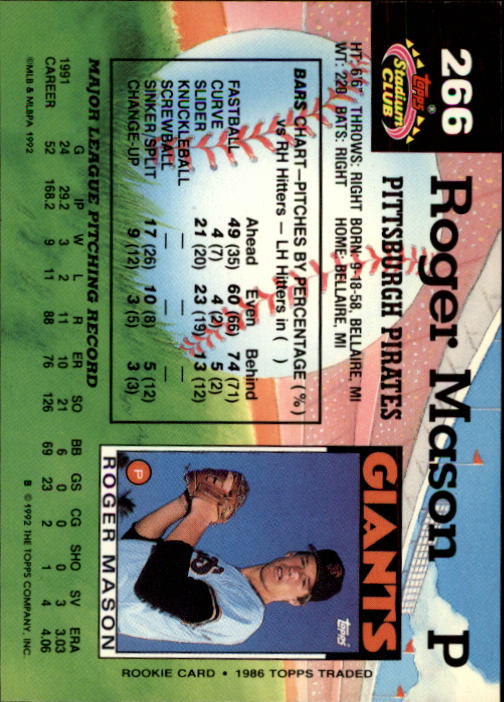 266
Topps®
Stadium
CLUB
Roger Mason P
PITTSBURGH PIRATES
HT: 6'6" THROWS: RIGHT BORN: 9-18-58, BELLAIRE, MI
WT: 220 BATS: RIGHT HOME: BELLAIRE, MI
BARS CHART—PITCHES BY PERCENTAGE (%)
vs RH Hitters — LH Hitters in ( )
Ahead Even Behind
FASTBALL 49 (35) 60 (66) 74 (71)
CURVE 4 (7) 4 (2) 5 (2)
SLIDER 21 (20) 23 (19) 13 (12)
KNUCKLEBALL — — —
SCREWBALL — — —
SINKER/SPLIT 17 (26) 10 (8) 5 (12)
CHANGE-UP 9 (12) 3 (5) 3 (3)
GIANTS
Topps
P
ROGER MASON
ROOKIE CARD • 1986 TOPPS TRADED
MAJOR LEAGUE PITCHING RECORD
G IP W L R ER SO BB GS CG SHO SV ERA
1991 24 29.2 3 2 11 10 21 6 0 0 0 3 3.03
CAREER 52 168.2 9 11 88 76 126 69 23 2 1 4 4.06
©MLB & MLBPA 1992
B ©1992 THE TOPPS COMPANY, INC.